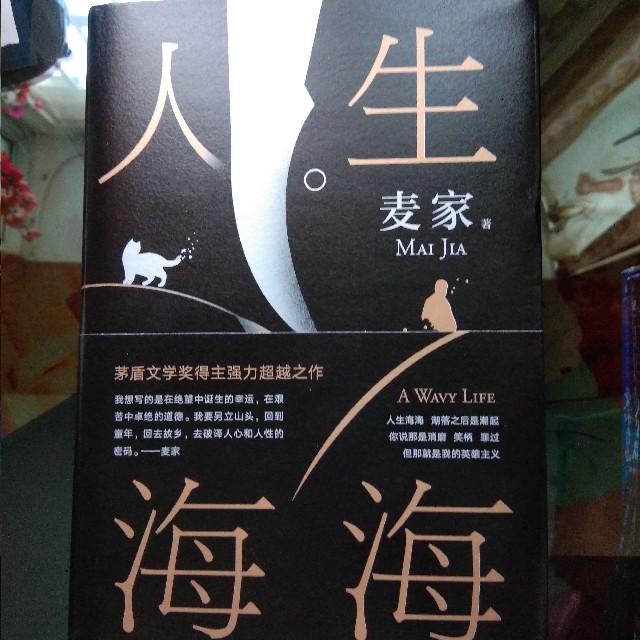 人生
麦家 著
MAI JIA
茅盾文学奖得主强力超越之作
我想写的是在绝望中诞生的幸运，在艰
苦中卓绝的道德。我要另立山头，回到
童年，回去故乡，去破译人心和人性的
密码。——麦家
A WAVY LIFE
人生海海 潮落之后是潮起
你说那是消磨 笑柄 罪过
但那就是我的英雄主义
海海